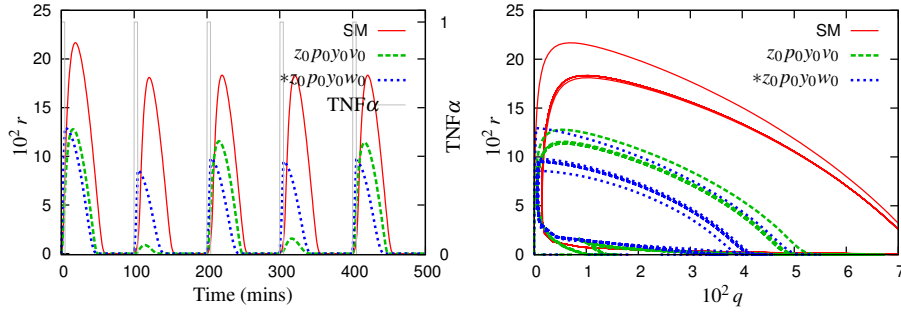 25
20
15
10
5
0
10² r
0 100 200 300 400 500
Time (mins)
1
0
TNFα
SM
z₀p₀y₀v₀
*z₀p₀y₀w₀
TNFα
25
20
15
10
5
0
10² r
0 1 2 3 4 5 6 7
10² q
SM
z₀p₀y₀v₀
*z₀p₀y₀w₀